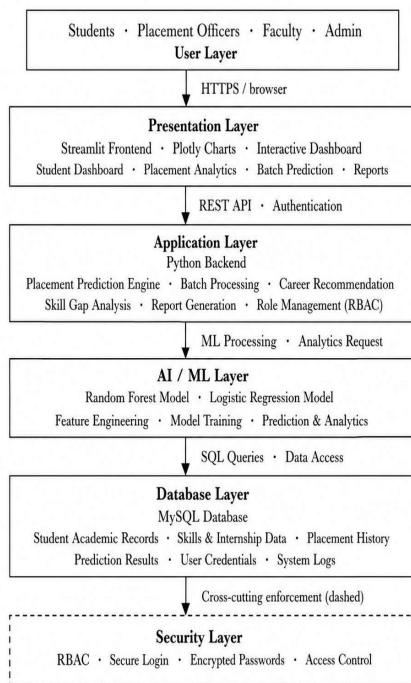 Students · Placement Officers · Faculty · Admin
User Layer
HTTPS / browser
Presentation Layer
Streamlit Frontend · Plotly Charts · Interactive Dashboard
Student Dashboard · Placement Analytics · Batch Prediction · Reports
REST API · Authentication
Application Layer
Python Backend
Placement Prediction Engine · Batch Processing · Career Recommendation
Skill Gap Analysis · Report Generation · Role Management (RBAC)
ML Processing · Analytics Request
AI / ML Layer
Random Forest Model · Logistic Regression Model
Feature Engineering · Model Training · Prediction & Analytics
SQL Queries · Data Access
Database Layer
MySQL Database
Student Academic Records · Skills & Internship Data · Placement History
Prediction Results · User Credentials · System Logs
Cross-cutting enforcement (dashed)
Security Layer
RBAC · Secure Login · Encrypted Passwords · Access Control